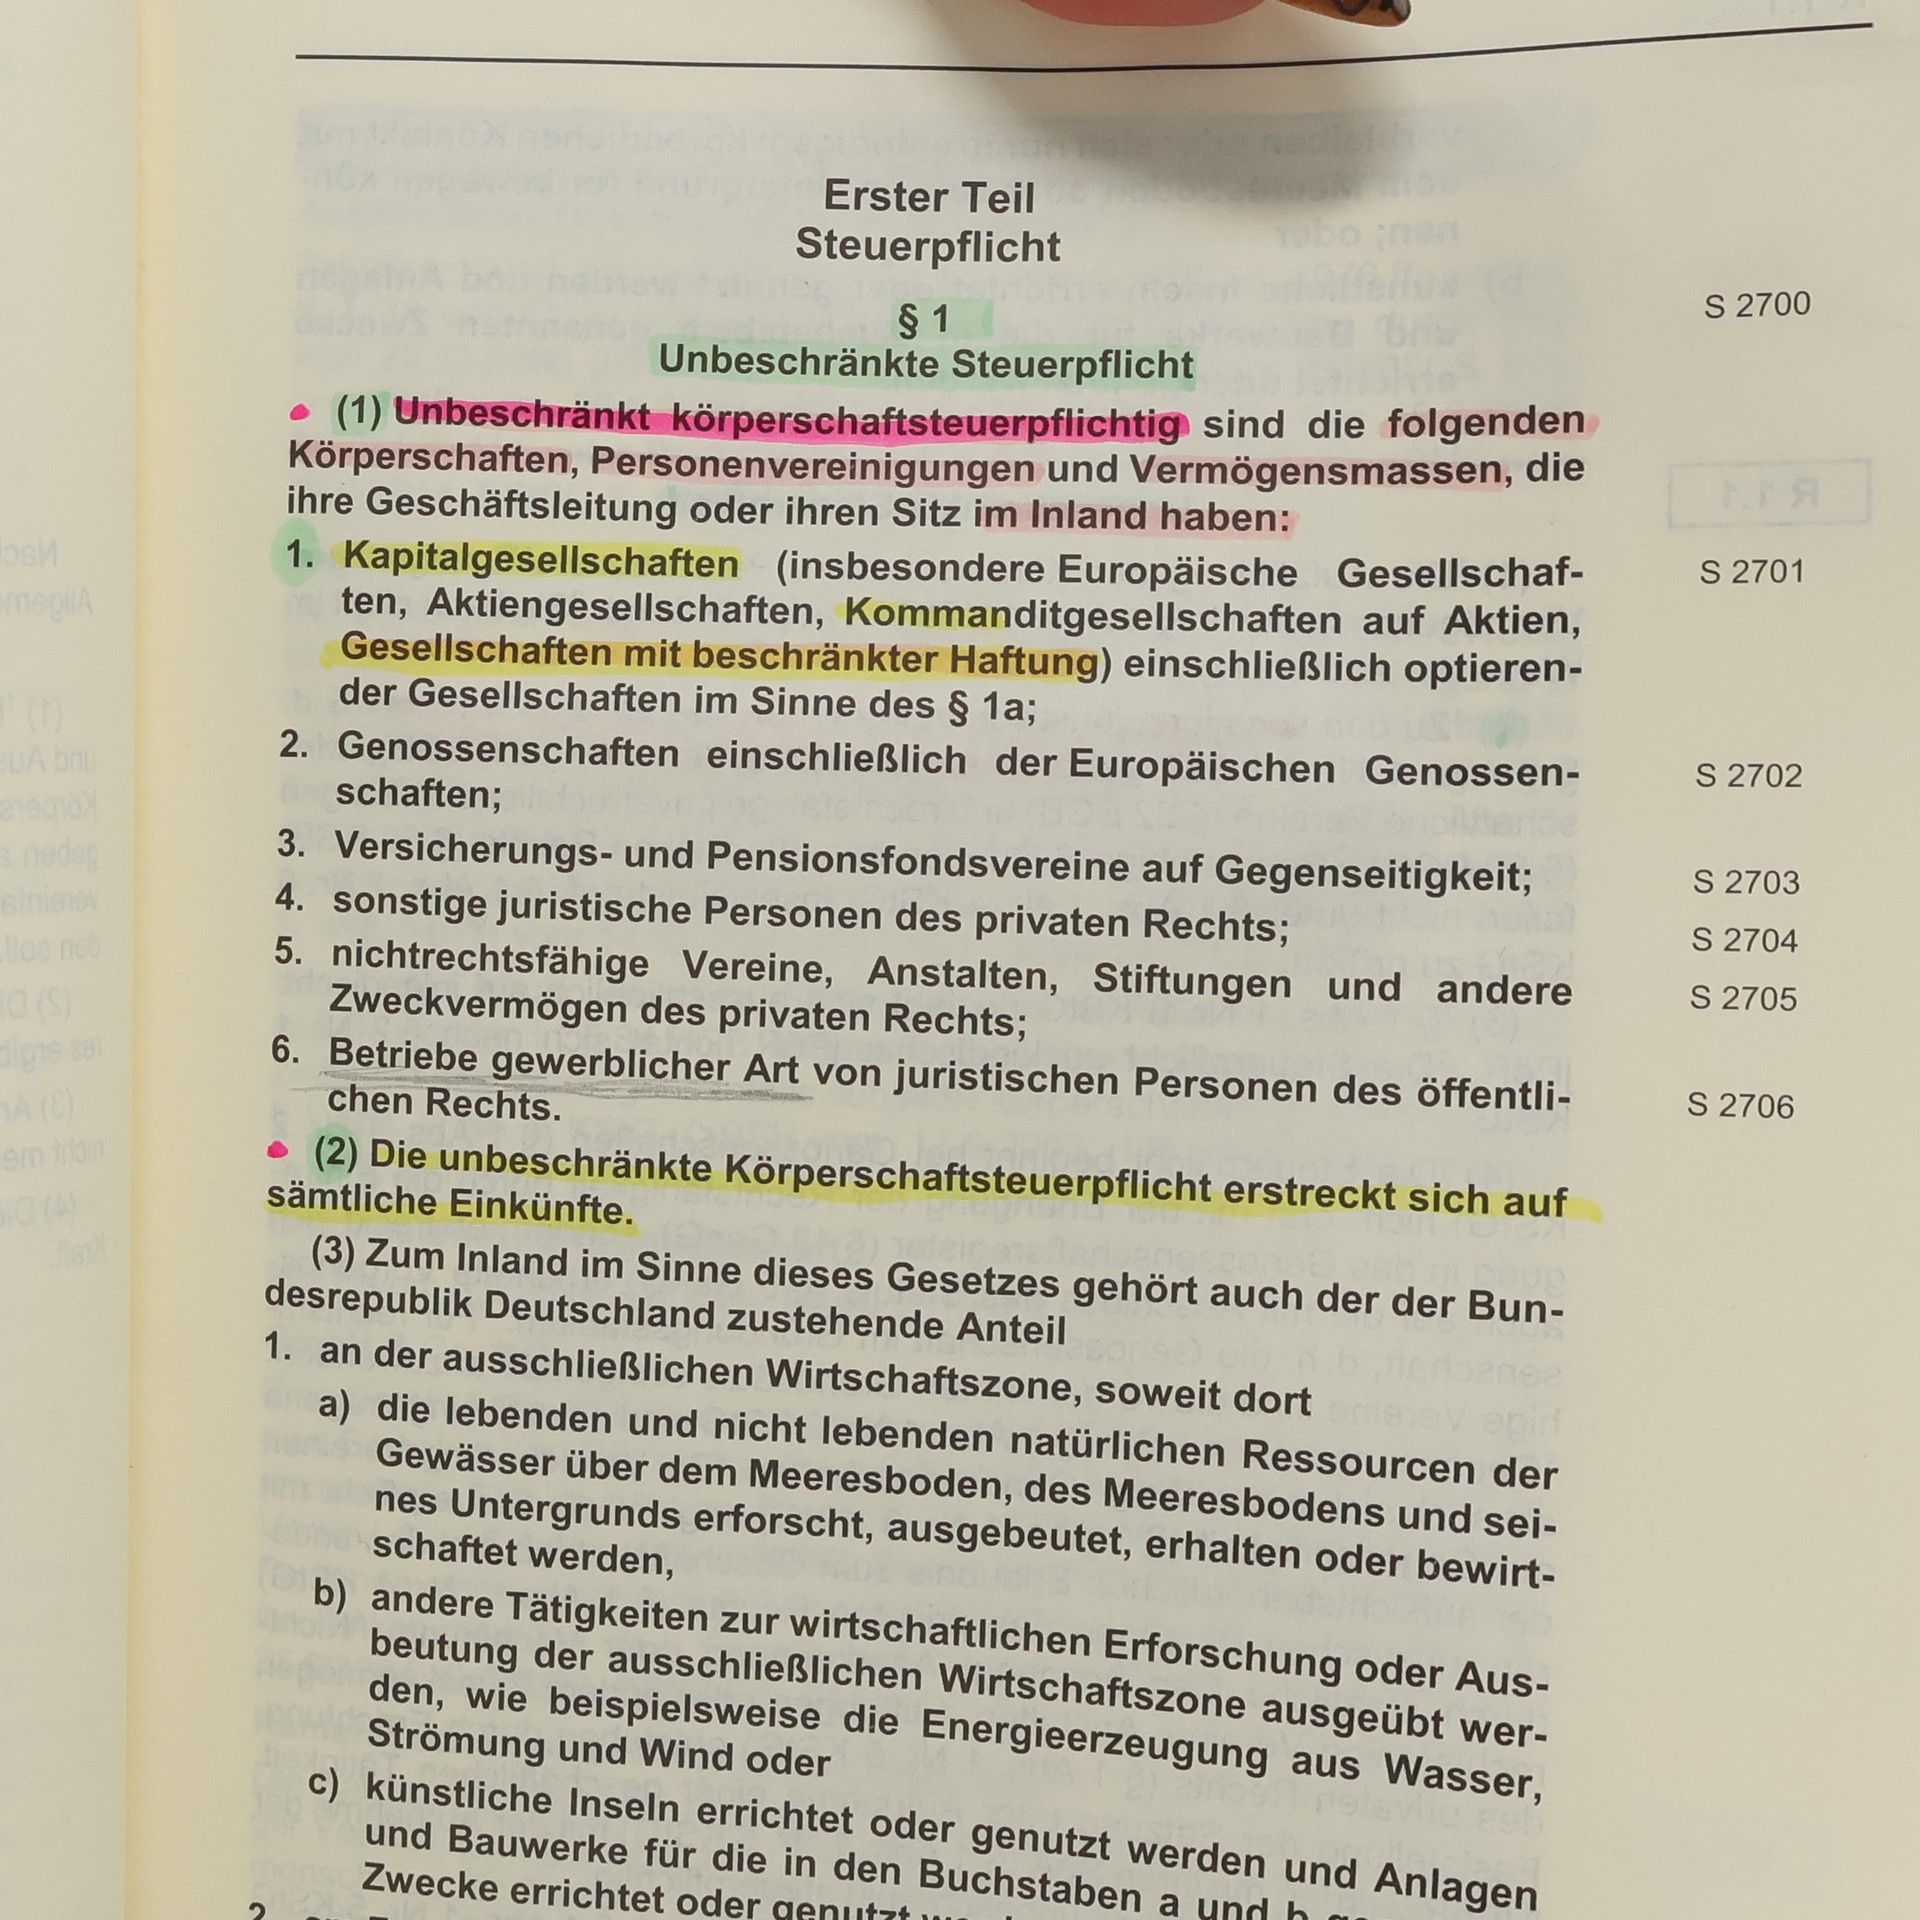 Erster Teil
Steuerpflicht
§ 1
S 2700
Unbeschränkte Steuerpflicht
(1) Unbeschränkt körperschaftsteuerpflichtig sind die folgenden
Körperschaften, Personenvereinigungen und Vermögensmassen, die
ihre Geschäftsleitung oder ihren Sitz im Inland haben:
1. Kapitalgesellschaften (insbesondere Europäische Gesellschaf-
S 2701
ten, Aktiengesellschaften, Kommanditgesellschaften auf Aktien,
Gesellschaften mit beschränkter Haftung) einschließlich optieren-
der Gesellschaften im Sinne des § 1a;
2. Genossenschaften einschließlich der Europäischen Genossen-
S 2702
schaften;
3. Versicherungs- und Pensionsfondsvereine auf Gegenseitigkeit;
S 2703
4. sonstige juristische Personen des privaten Rechts;
S 2704
5. nichtrechtsfähige Vereine, Anstalten, Stiftungen und andere
S 2705
Zweckvermögen des privaten Rechts;
6. Betriebe gewerblicher Art von juristischen Personen des öffentli-
S 2706
chen Rechts.
(2) Die unbeschränkte Körperschaftsteuerpflicht erstreckt sich auf
sämtliche Einkünfte.
(3) Zum Inland im Sinne dieses Gesetzes gehört auch der der Bun-
desrepublik Deutschland zustehende Anteil
1. an der ausschließlichen Wirtschaftszone, soweit dort
a) die lebenden und nicht lebenden natürlichen Ressourcen der
Gewässer über dem Meeresboden, des Meeresbodens und sei-
nes Untergrunds erforscht, ausgebeutet, erhalten oder bewirt-
schaftet werden,
b) andere Tätigkeiten zur wirtschaftlichen Erforschung oder Aus-
beutung der ausschließlichen Wirtschaftszone ausgeübt wer-
den, wie beispielsweise die Energieerzeugung aus Wasser,
Strömung und Wind oder
c) künstliche Inseln errichtet oder genutzt werden und Anlagen
und Bauwerke für die in den Buchstaben a und b
Zwecke errichtet oder genutzt
2.